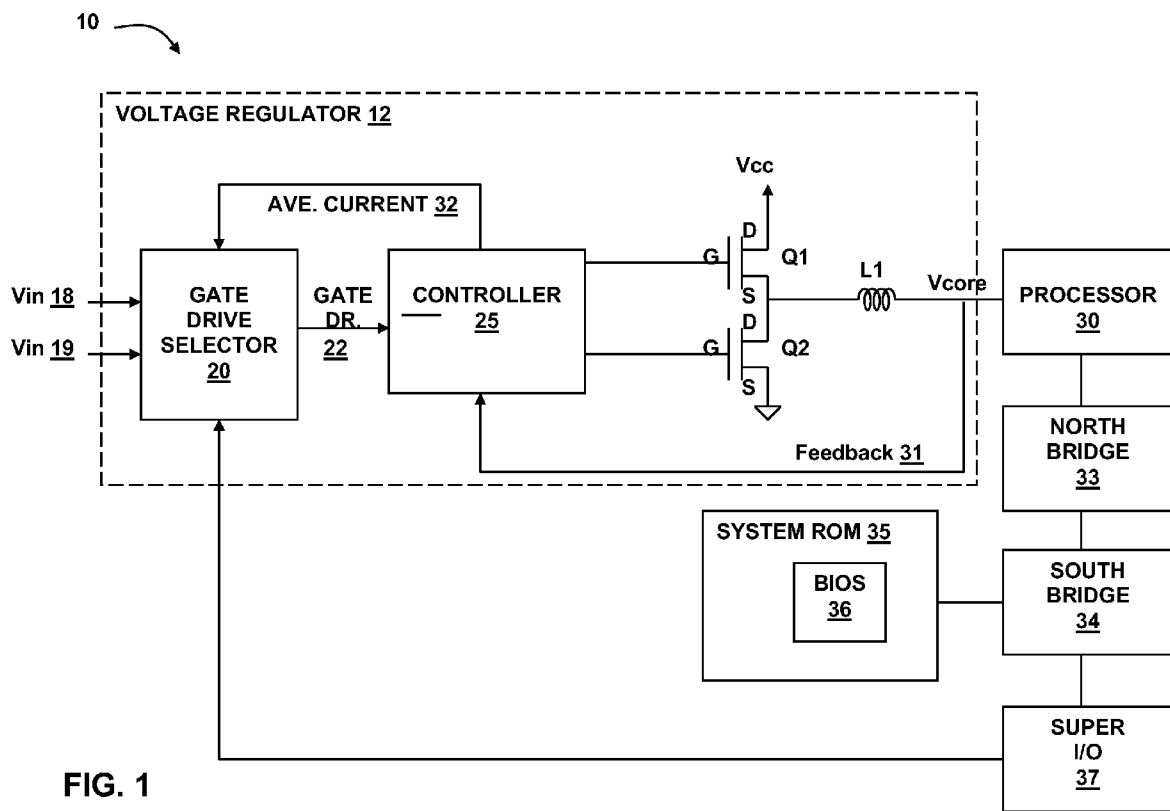 10
VOLTAGE REGULATOR 12
Vcc
AVE. CURRENT 32
D
G
Q1
S
L1
Vcore
Vin 18
Vin 19
GATE
DRIVE
SELECTOR
20
GATE
DR.
22
CONTROLLER
25
D
G
Q2
S
PROCESSOR
30
Feedback 31
NORTH
BRIDGE
33
SYSTEM ROM 35
BIOS
36
SOUTH
BRIDGE
34
SUPER
I/O
37
FIG. 1